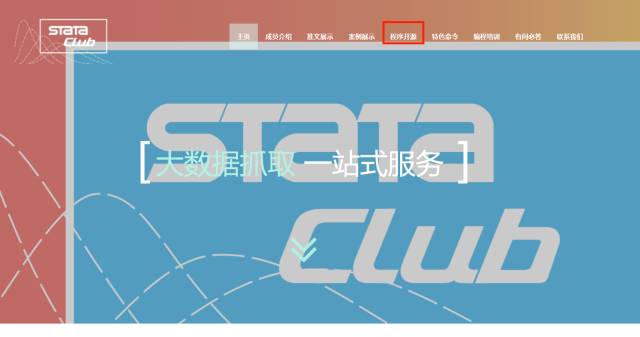 STATA
Club
主页 成员介绍 推文展示 案例展示 程序开源 特色命令 编程培训 有问必答 联系我们
STATA
[ 大数据抓取 一站式服务 ]
Club